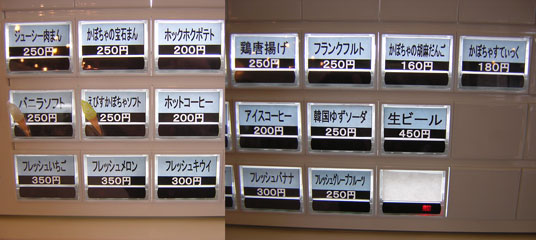 ジューシー肉まん
250円
かぼちゃの宝石まん
250円
ホックホクポテト
200円
バニラソフト
250円
えびすかぼちゃソフト
250円
ホットコーヒー
200円
フレッシュいちご
350円
フレッシュメロン
350円
フレッシュキウイ
300円
鶏唐揚げ
250円
フランクフルト
250円
かぼちゃの胡麻だんご
160円
かぼちゃすてぃっく
180円
アイスコーヒー
200円
韓国ゆずソーダ
250円
生ビール
450円
フレッシュバナナ
300円
フレッシュグレープフルーツ
250円